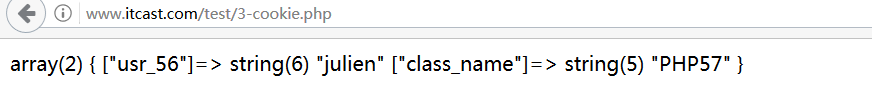 www.itcast.com/test/3-cookie.php
array(2) { ["usr_56"]=> string(6) "julien" ["class_name"]=> string(5) "PHP57" }